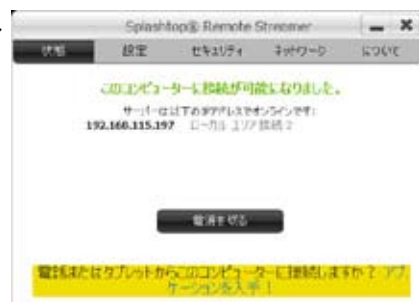 Splashtop® Remote Streamer
状態 設定 セキュリティ ネットワーク について
このコンピューターに接続が可能になりました。
サーバーは以下のIPアドレスでオンラインです:
192.168.115.197 ローカル エリア 接続 2
電源を切る
電話またはタブレットからこのコンピューターに接続しますか? アプ
ケーションを入手!